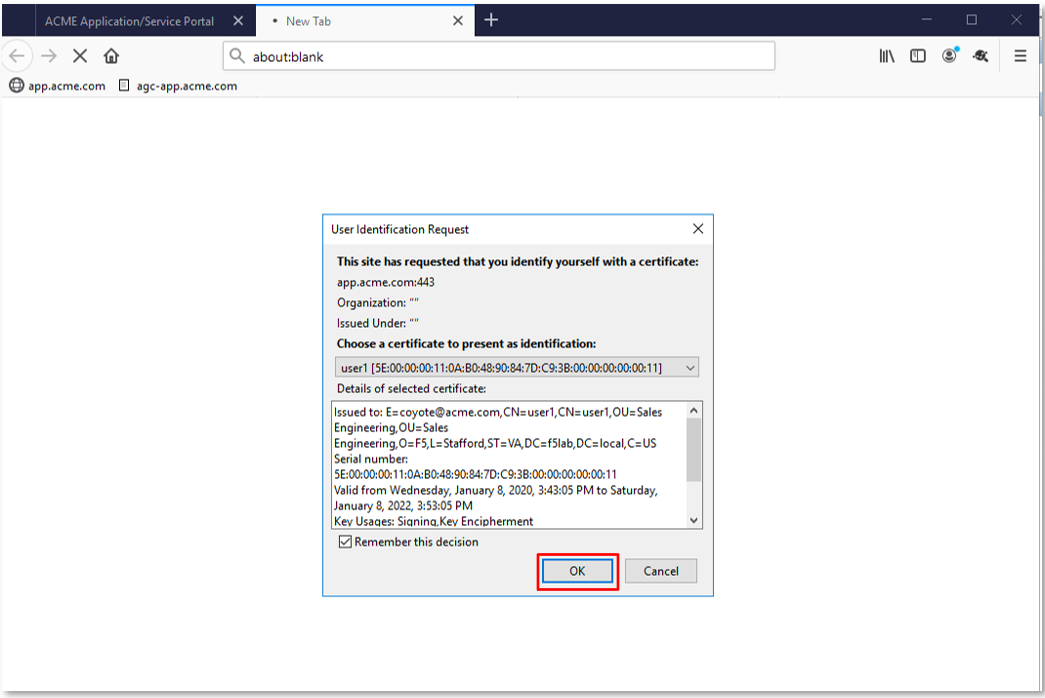 ACME Application/Service Portal
New Tab
about:blank
app.acme.com
agc-app.acme.com
User Identification Request
This site has requested that you identify yourself with a certificate:
app.acme.com:443
Organization: “”
Issued Under: “”
Choose a certificate to present as identification:
user1 [5E:00:00:00:11:0A:B0:48:90:84:7D:C9:3B:00:00:00:00:00:11]
Details of selected certificate:
Issued to: E=coyote@acme.com,CN=user1,CN=user1,OU=Sales
Engineering,OU=Sales
Engineering,O=F5,L=Stafford,ST=VA,DC=f5lab,DC=local,C=US
Serial number:
5E:00:00:00:11:0A:B0:48:90:84:7D:C9:3B:00:00:00:00:00:11
Valid from Wednesday, January 8, 2020, 3:43:05 PM to Saturday,
January 8, 2022, 3:53:05 PM
Key Usages: Signing,Key Encipherment
Remember this decision
OK
Cancel